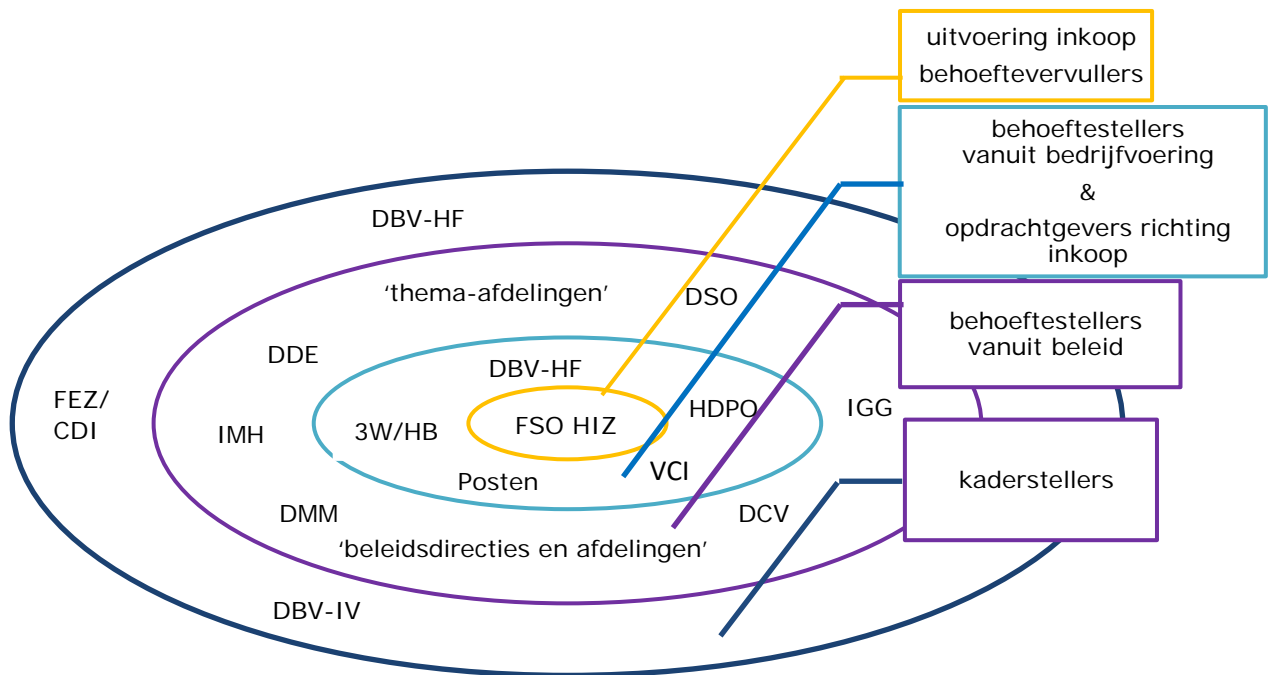 uitvoering inkoop
behoeftevervullers
behoeftestellers
vanuit bedrijfvoering
&
opdrachtgevers richting
inkoop
DBV-HF
'thema-afdelingen'
DSO
behoeftestellers
vanuit beleid
DDE
DBV-HF
FEZ/
CDI
IMH
3W/HB
FSO HIZ
HDPO
IGG
Posten
VCI
kaderstellers
DMM
DCV
'beleidsdirecties en afdelingen'
DBV-IV